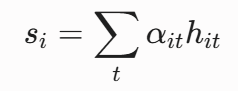 $s_i = \sum_t \alpha_{it} h_{it}$